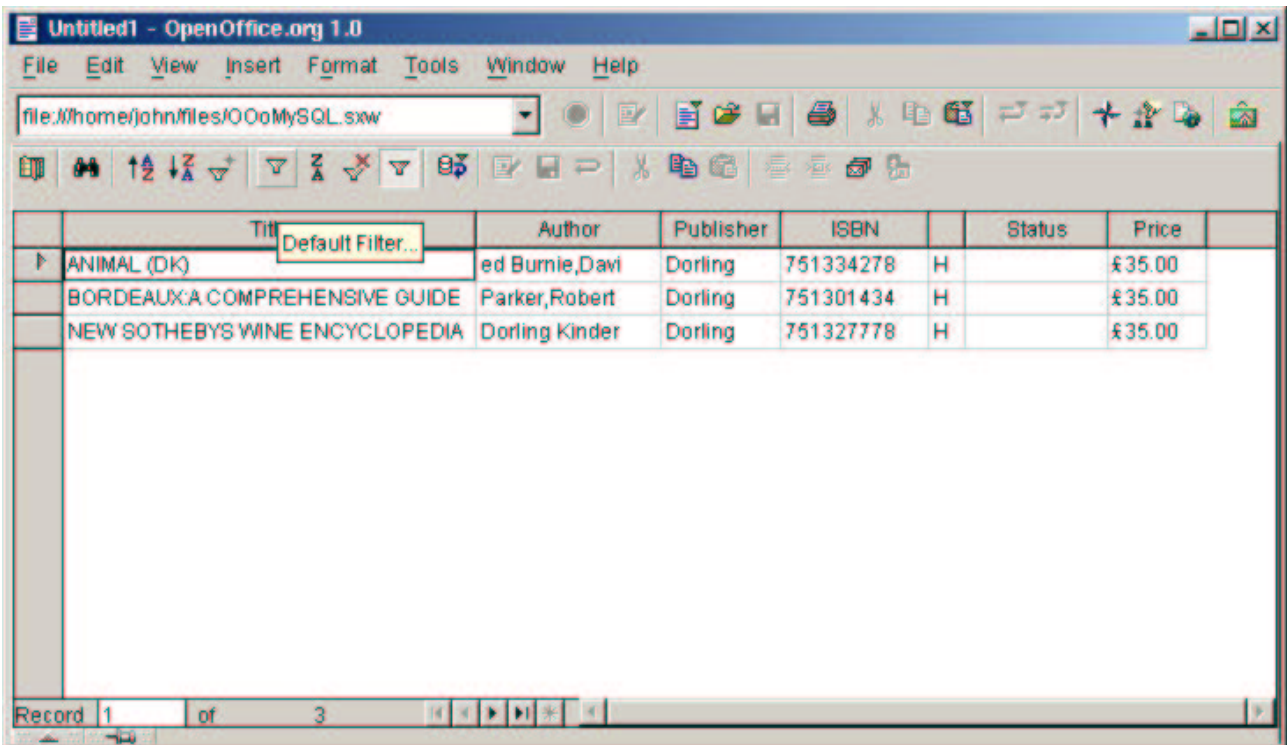 Untitled1 - OpenOffice.org 1.0
File Edit View Insert Format Tools Window Help
file:///home/john/files/OOoMySQL.sxw
Titl Author Publisher ISBN Status Price
Default Filter...
ANIMAL (DK) ed Burnie,Davi Dorling 751334278 H £35.00
BORDEAUX:A COMPREHENSIVE GUIDE Parker,Robert Dorling 751301434 H £35.00
NEW SOTHEBYS WINE ENCYCLOPEDIA Dorling Kinder Dorling 751327778 H £35.00
Record 1 of 3